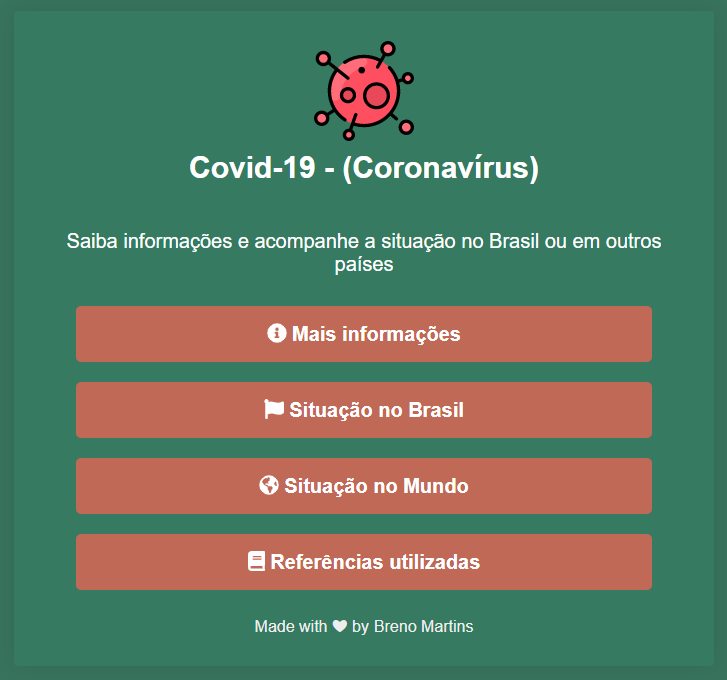 Covid-19 - (Coronavírus)
Saiba informações e acompanhe a situação no Brasil ou em outros
países
Mais informações
Situação no Brasil
Situação no Mundo
Referências utilizadas
Made with ♥ by Breno Martins